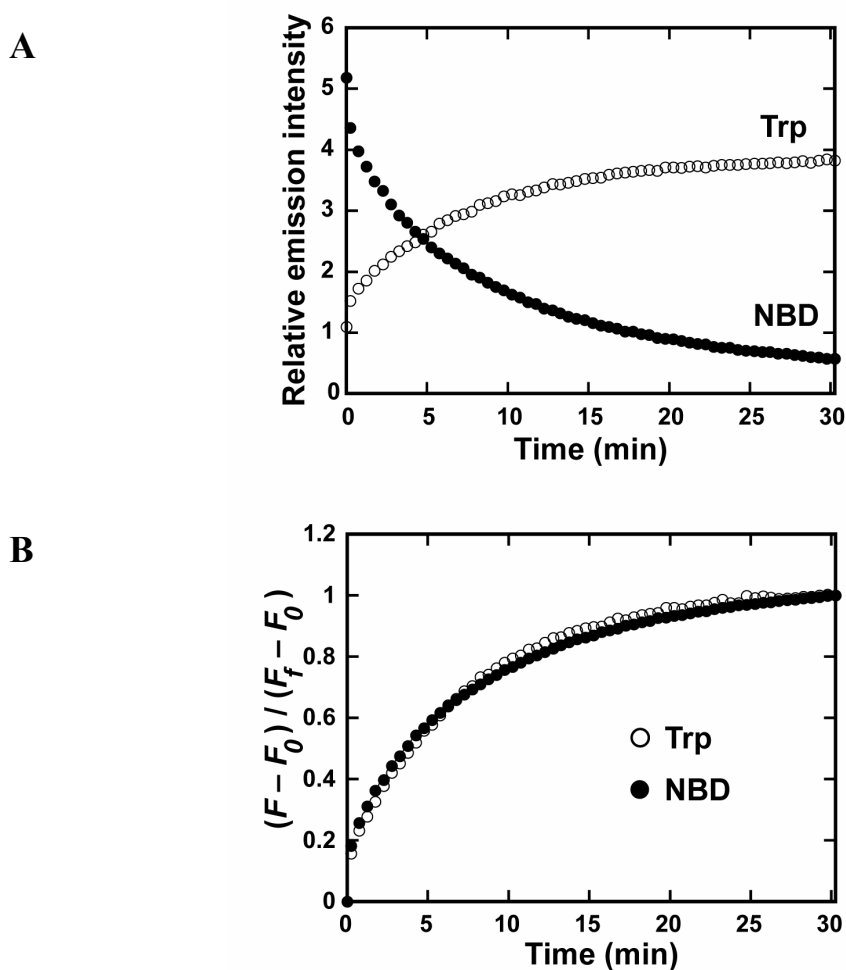 A
Relative emission intensity
6
5
4
3
2
1
0
Trp
NBD
0 5 10 15 20 25 30
Time (min)
B
(F – F0) / (Ff – F0)
1.2
1
0.8
0.6
0.4
0.2
0
Trp
NBD
0 5 10 15 20 25 30
Time (min)